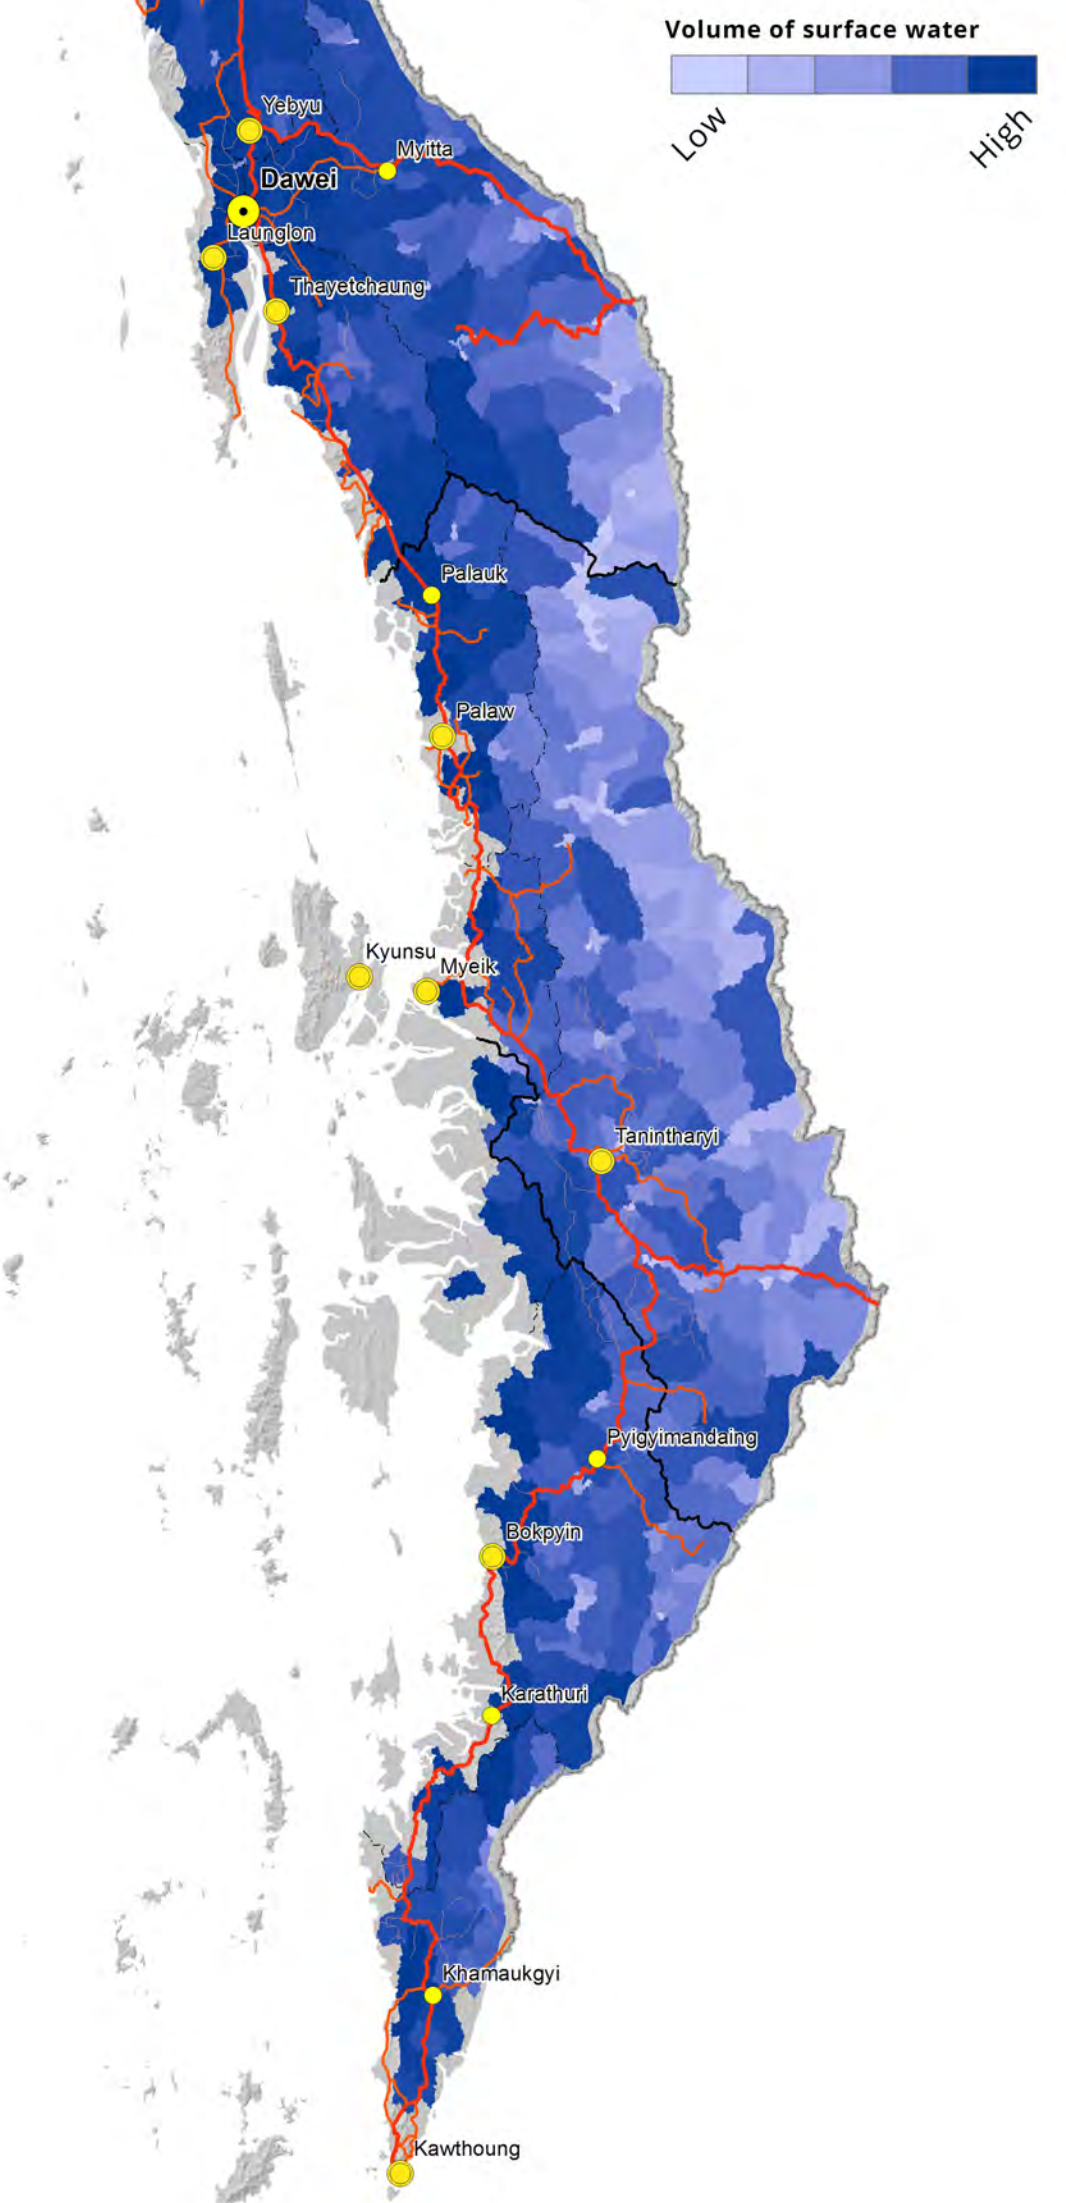 Volume of surface water
Low
High
Yebyu
Myitta
Dawei
Launglon
Thayetchaung
Palauk
Palaw
Kyunsu
Myeik
Tanintharyi
Pyigyimandaing
Bokpyin
Karathuri
Khamaukgyi
Kawthoung